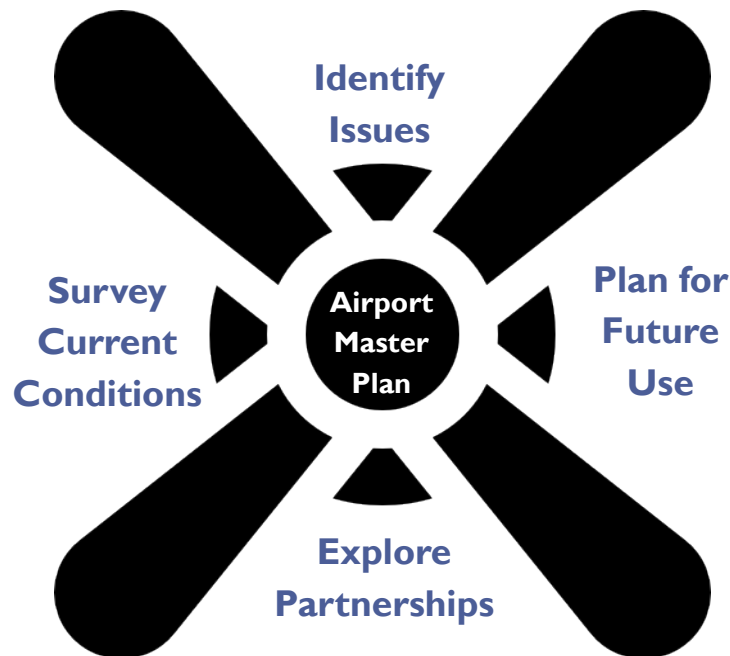 Identify
Issues
Survey
Current
Conditions
Airport
Master
Plan
Plan for
Future
Use
Explore
Partnerships